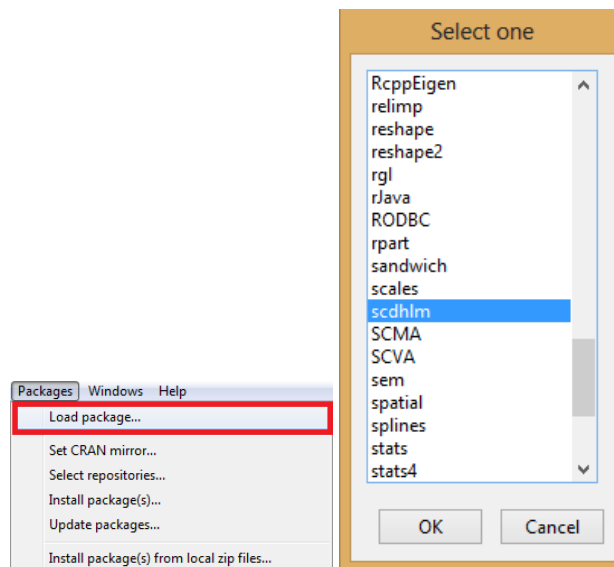 Packages Windows Help
Load package...
Set CRAN mirror...
Select repositories...
Install package(s)...
Update packages...
Install package(s) from local zip files...
Select one
RcppEigen
relimp
reshape
reshape2
rgl
rJava
RODBC
rpart
sandwich
scales
scdhlm
SCMA
SCVA
sem
spatial
splines
stats
stats4
OK Cancel